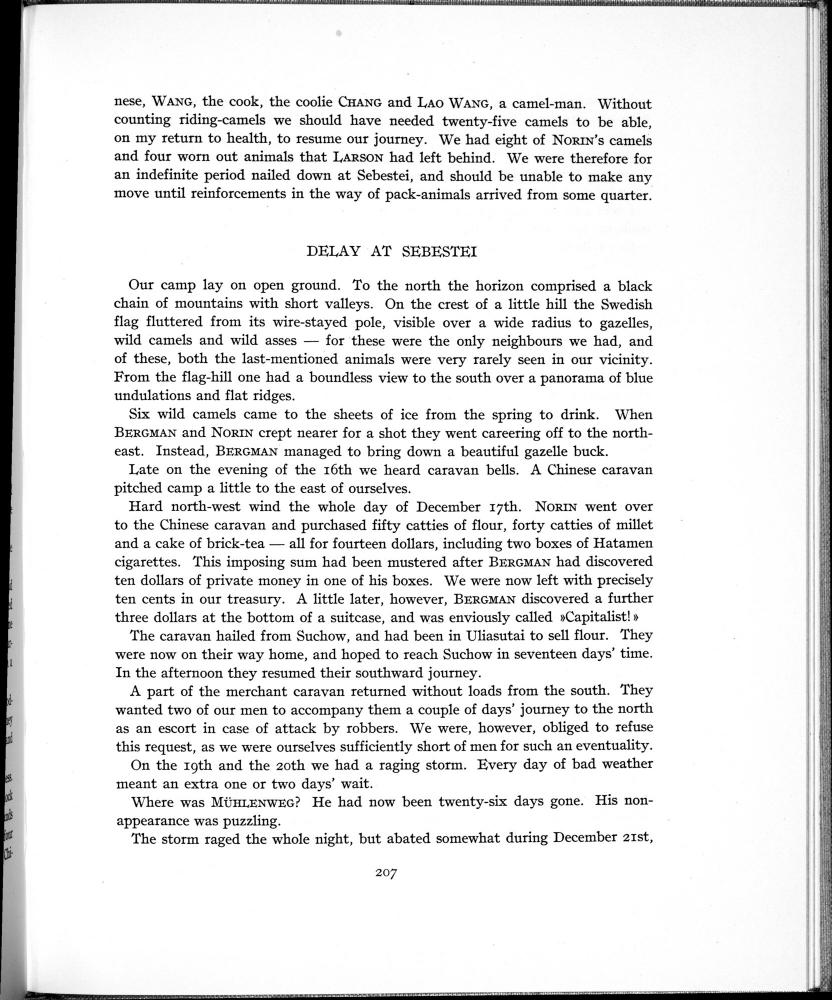 nese, WANG, the cook, the coolie CHANG and LAO WANG, a camel-man. Without
counting riding-camels we should have needed twenty-five camels to be able,
on my return to health, to resume our journey. We had eight of NORIN's camels
and four worn out animals that LARSON had left behind. We were therefore for
an indefinite period nailed down at Sebestei, and should be unable to make any
move until reinforcements in the way of pack-animals arrived from some quarter.
DELAY AT SEBESTEI
Our camp lay on open ground. To the north the horizon comprised a black
chain of mountains with short valleys. On the crest of a little hill the Swedish
flag fluttered from its wire-stayed pole, visible over a wide radius to gazelles,
wild camels and wild asses — for these were the only neighbours we had, and
of these, both the last-mentioned animals were very rarely seen in our vicinity.
From the flag-hill one had a boundless view to the south over a panorama of blue
undulations and flat ridges.
Six wild camels came to the sheets of ice from the spring to drink. When
BERGMAN and NORIN crept nearer for a shot they went careering off to the north-
east. Instead, BERGMAN managed to bring down a beautiful gazelle buck.
Late on the evening of the 16th we heard caravan bells. A Chinese caravan
pitched camp a little to the east of ourselves.
Hard north-west wind the whole day of December 17th. NORIN went over
to the Chinese caravan and purchased fifty catties of flour, forty catties of millet
and a cake of brick-tea — all for fourteen dollars, including two boxes of Hatamen
cigarettes. This imposing sum had been mustered after BERGMAN had discovered
ten dollars of private money in one of his boxes. We were now left with precisely
ten cents in our treasury. A little later, however, BERGMAN discovered a further
three dollars at the bottom of a suitcase, and was enviously called »Capitalist!»
The caravan hailed from Suchow, and had been in Uliasutai to sell flour. They
were now on their way home, and hoped to reach Suchow in seventeen days' time.
In the afternoon they resumed their southward journey.
A part of the merchant caravan returned without loads from the south. They
wanted two of our men to accompany them a couple of days' journey to the north
as an escort in case of attack by robbers. We were, however, obliged to refuse
this request, as we were ourselves sufficiently short of men for such an eventuality.
On the 19th and the 20th we had a raging storm. Every day of bad weather
meant an extra one or two days' wait.
Where was MÜHLENWEG? He had now been twenty-six days gone. His non-
appearance was puzzling.
The storm raged the whole night, but abated somewhat during December 21st,
207